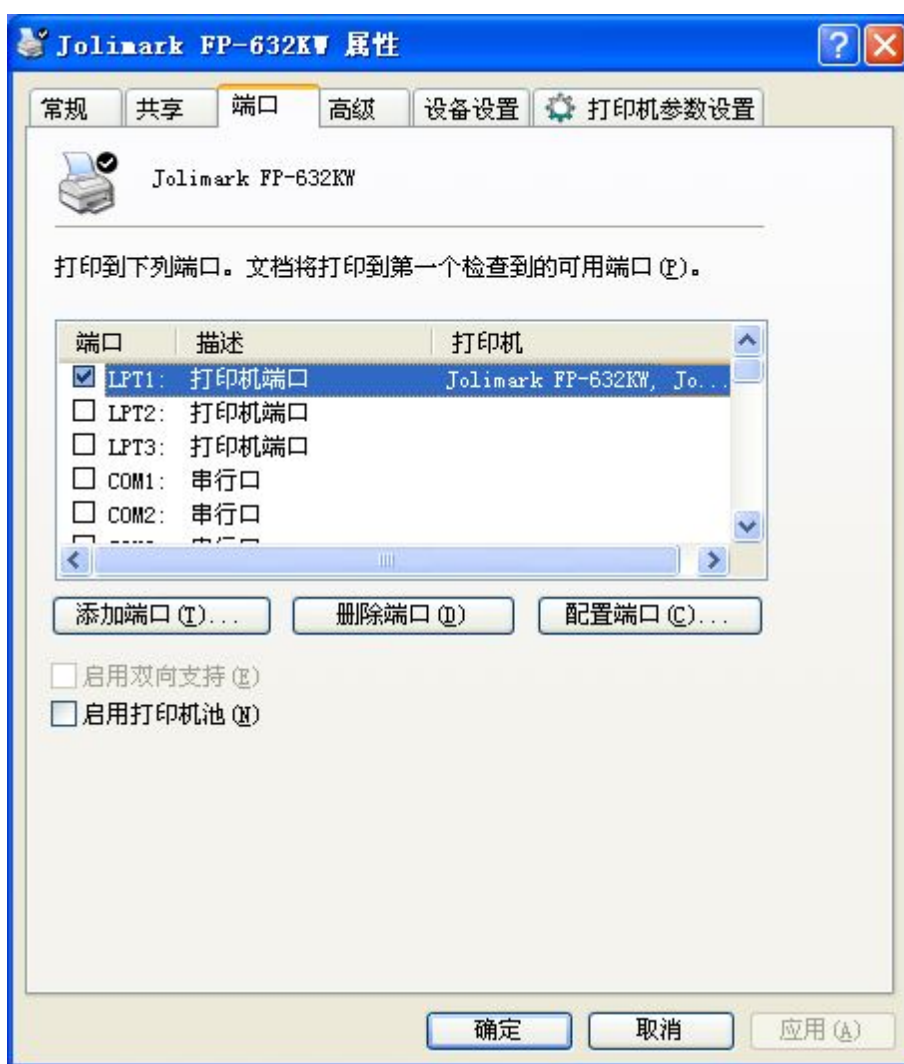 Jolimark FP-632KW 属性
常规 共享 端口 高级 设备设置 打印机参数设置
Jolimark FP-632KW
打印到下列端口。文档将打印到第一个检查到的可用端口(P)。
端口 描述 打印机
LPT1: 打印机端口 Jolimark FP-632KW, Jo...
LPT2: 打印机端口
LPT3: 打印机端口
COM1: 串行口
COM2: 串行口
添加端口(T)... 删除端口(D) 配置端口(C)...
启用双向支持(E)
启用打印机池(N)
确定 取消 应用(A)